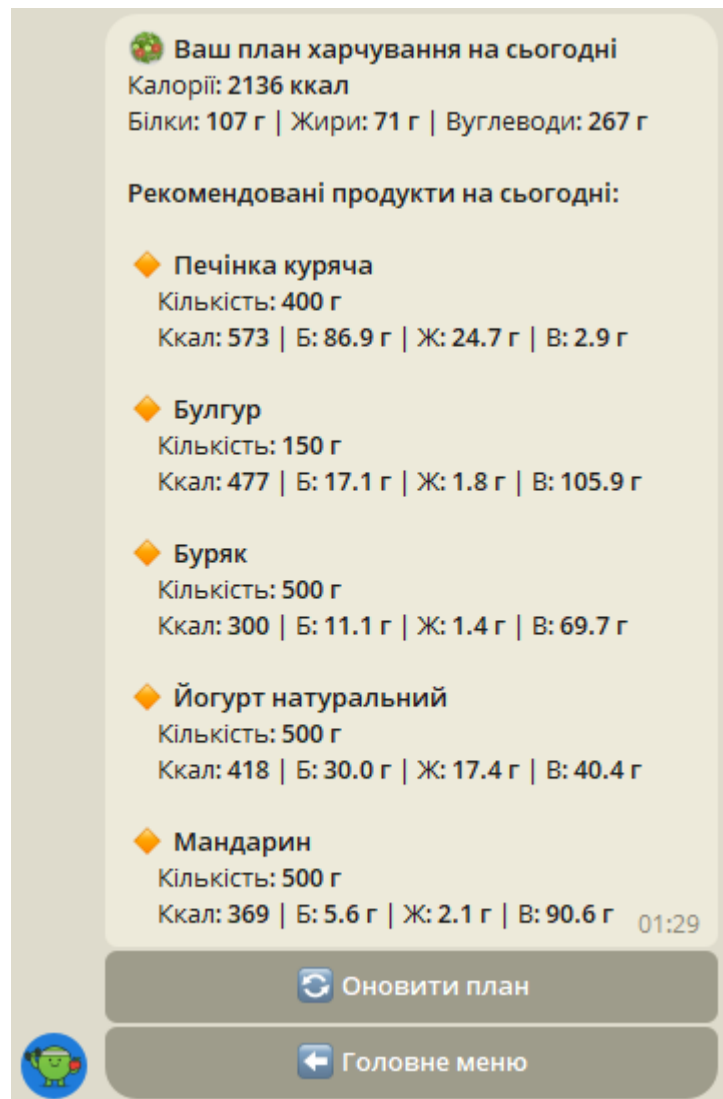 Ваш план харчування на сьогодні
Калорії: 2136 ккал
Білки: 107 г | Жири: 71 г | Вуглеводи: 267 г
Рекомендовані продукти на сьогодні:
Печінка куряча
Кількість: 400 г
Ккал: 573 | Б: 86.9 г | Ж: 24.7 г | В: 2.9 г
Булгур
Кількість: 150 г
Ккал: 477 | Б: 17.1 г | Ж: 1.8 г | В: 105.9 г
Буряк
Кількість: 500 г
Ккал: 300 | Б: 11.1 г | Ж: 1.4 г | В: 69.7 г
Йогурт натуральний
Кількість: 500 г
Ккал: 418 | Б: 30.0 г | Ж: 17.4 г | В: 40.4 г
Мандарин
Кількість: 500 г
Ккал: 369 | Б: 5.6 г | Ж: 2.1 г | В: 90.6 г 01:29
Оновити план
Головне меню